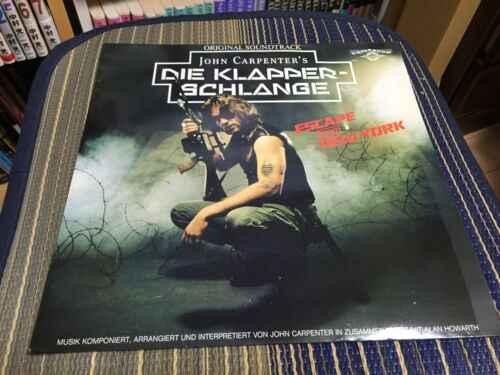 ORIGINAL SOUNDTRACK
JOHN CARPENTER'S
DIE KLAPPER-
SCHLANGE
ESCAPE
FROM
NEW YORK
MUSIK KOMPONIERT, ARRANGIERT UND INTERPRETIERT VON JOHN CARPENTER IN ZUSAMMENARBEIT MIT ALAN HOWARTH